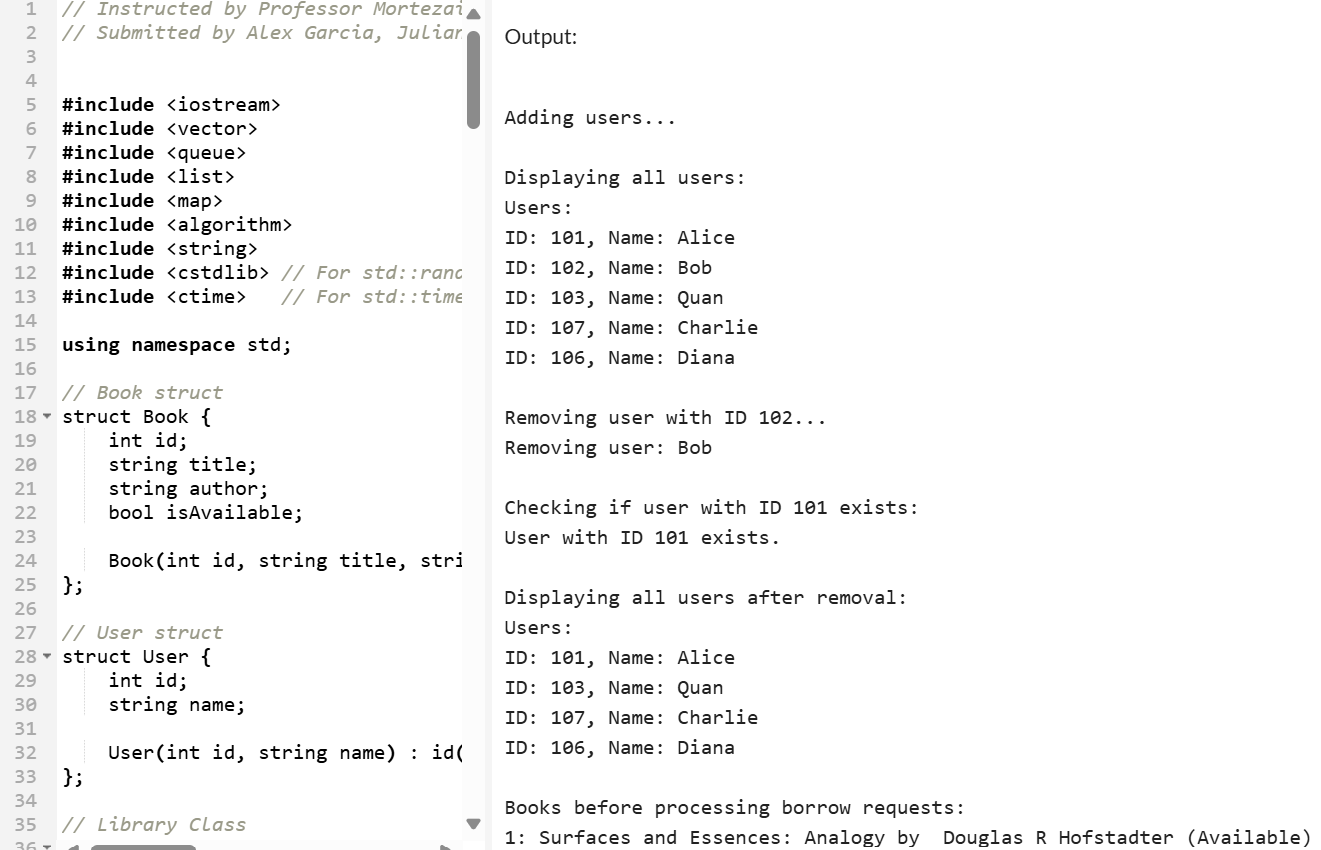 1 // Instructed by Professor Mortezai
2 // Submitted by Alex Garcia, Julian
3
4
5 #include <iostream>
6 #include <vector>
7 #include <queue>
8 #include <list>
9 #include <map>
10 #include <algorithm>
11 #include <string>
12 #include <cstdlib> // For std::rand
13 #include <ctime>   // For std::time
14
15 using namespace std;
16
17 // Book struct
18 struct Book {
19     int id;
20     string title;
21     string author;
22     bool isAvailable;
23
24     Book(int id, string title, stri
25 };
26
27 // User struct
28 struct User {
29     int id;
30     string name;
31
32     User(int id, string name) : id(
33 };
34
35 // Library Class
36
Output:
Adding users...
Displaying all users:
Users:
ID: 101, Name: Alice
ID: 102, Name: Bob
ID: 103, Name: Quan
ID: 107, Name: Charlie
ID: 106, Name: Diana
Removing user with ID 102...
Removing user: Bob
Checking if user with ID 101 exists:
User with ID 101 exists.
Displaying all users after removal:
Users:
ID: 101, Name: Alice
ID: 103, Name: Quan
ID: 107, Name: Charlie
ID: 106, Name: Diana
Books before processing borrow requests:
1: Surfaces and Essences: Analogy by  Douglas R Hofstadter (Available)